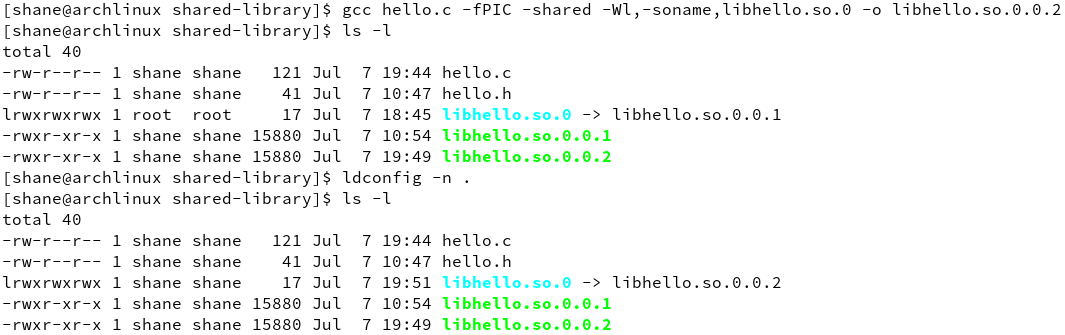 [shane@archlinux shared-library]$ gcc hello.c -fPIC -shared -Wl,-soname,libhello.so.0 -o libhello.so.0.0.2
[shane@archlinux shared-library]$ ls -l
total 40
-rw-r--r-- 1 shane shane   121 Jul  7 19:44 hello.c
-rw-r--r-- 1 shane shane    41 Jul  7 10:47 hello.h
lrwxrwxrwx 1 root  root     17 Jul  7 18:45 libhello.so.0 -> libhello.so.0.0.1
-rwxr-xr-x 1 shane shane 15880 Jul  7 10:54 libhello.so.0.0.1
-rwxr-xr-x 1 shane shane 15880 Jul  7 19:49 libhello.so.0.0.2
[shane@archlinux shared-library]$ ldconfig -n .
[shane@archlinux shared-library]$ ls -l
total 40
-rw-r--r-- 1 shane shane   121 Jul  7 19:44 hello.c
-rw-r--r-- 1 shane shane    41 Jul  7 10:47 hello.h
lrwxrwxrwx 1 shane shane    17 Jul  7 19:51 libhello.so.0 -> libhello.so.0.0.2
-rwxr-xr-x 1 shane shane 15880 Jul  7 10:54 libhello.so.0.0.1
-rwxr-xr-x 1 shane shane 15880 Jul  7 19:49 libhello.so.0.0.2